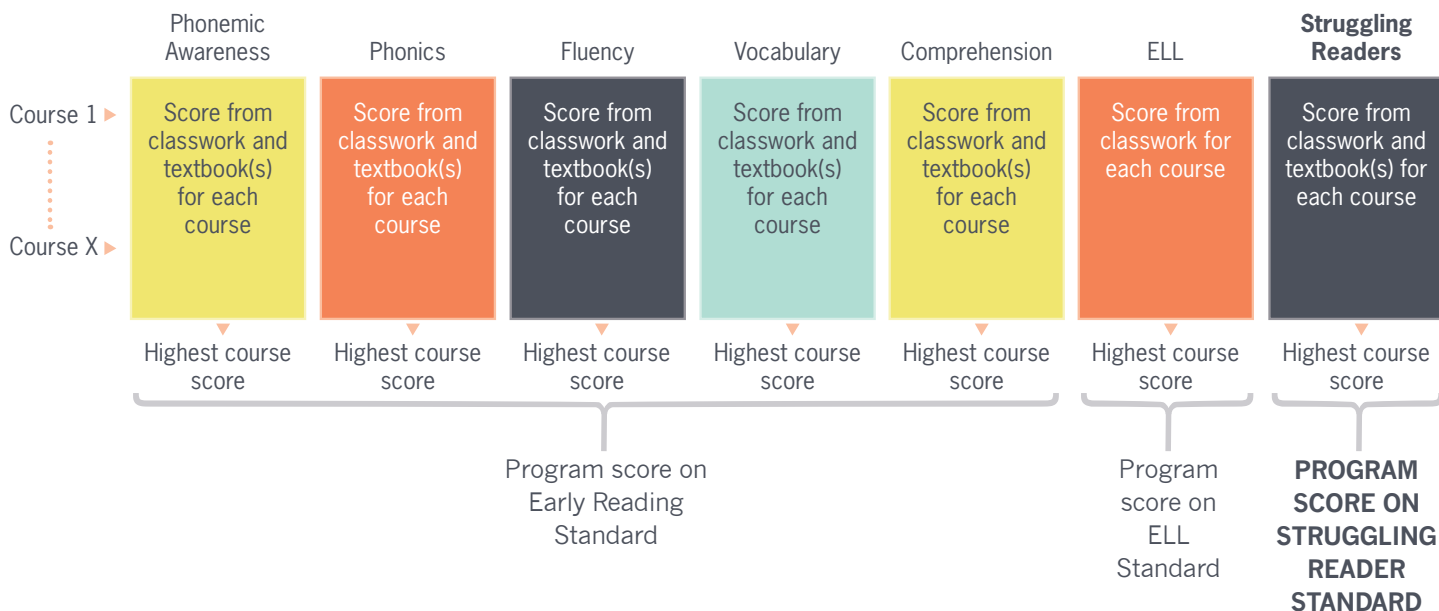 Phonemic
Awareness
Phonics
Fluency
Vocabulary
Comprehension
ELL
Struggling
Readers
Course 1
Course X
Score from
classwork and
textbook(s)
for each
course
Score from
classwork and
textbook(s)
for each
course
Score from
classwork and
textbook(s)
for each
course
Score from
classwork and
textbook(s)
for each
course
Score from
classwork and
textbook(s)
for each
course
Score from
classwork for
each course
Score from
classwork and
textbook(s) for
each course
Highest course
score
Highest course
score
Highest course
score
Highest course
score
Highest course
score
Highest course
score
Highest course
score
Program score on
Early Reading
Standard
Program
score on
ELL
Standard
PROGRAM
SCORE ON
STRUGGLING
READER
STANDARD